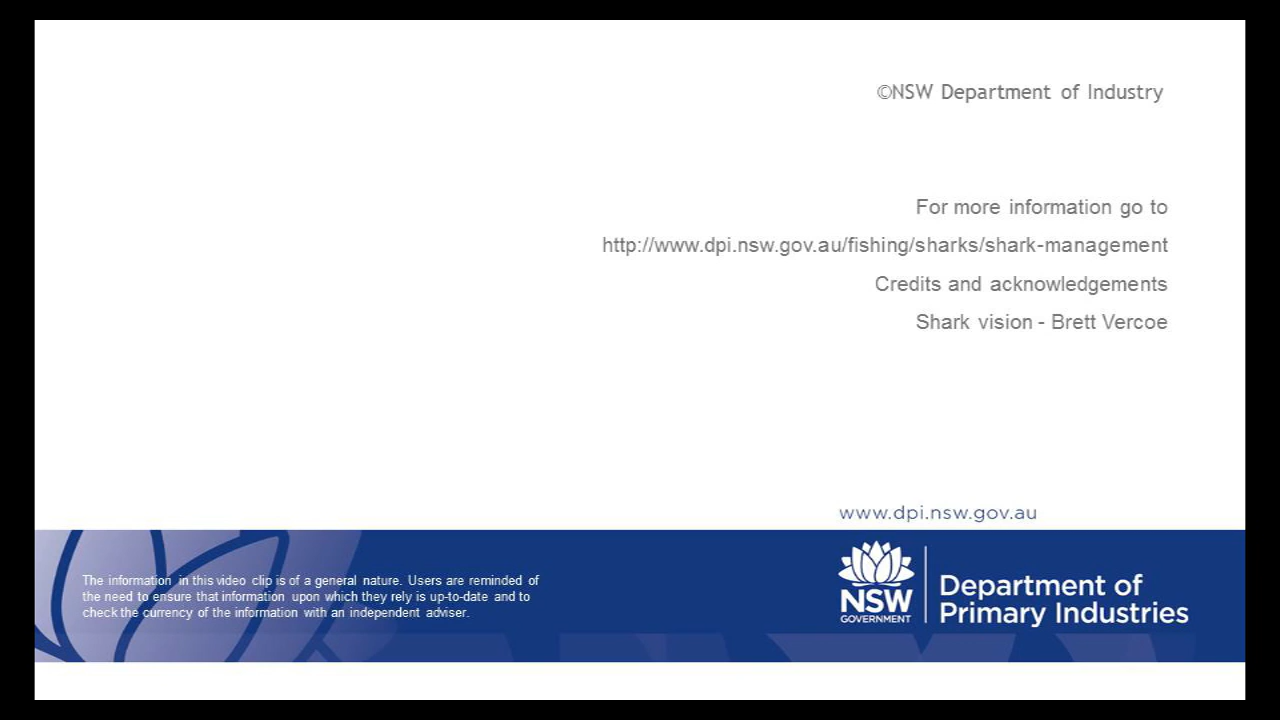 ©NSW Department of Industry
For more information go to
http://www.dpi.nsw.gov.au/fishing/sharks/shark-management
Credits and acknowledgements
Shark vision - Brett Vercoe
www.dpi.nsw.gov.au
The information in this video clip is of a general nature. Users are reminded of
the need to ensure that information upon which they rely is up-to-date and to
check the currency of the information with an independent adviser.
NSW
GOVERNMENT
Department of
Primary Industries